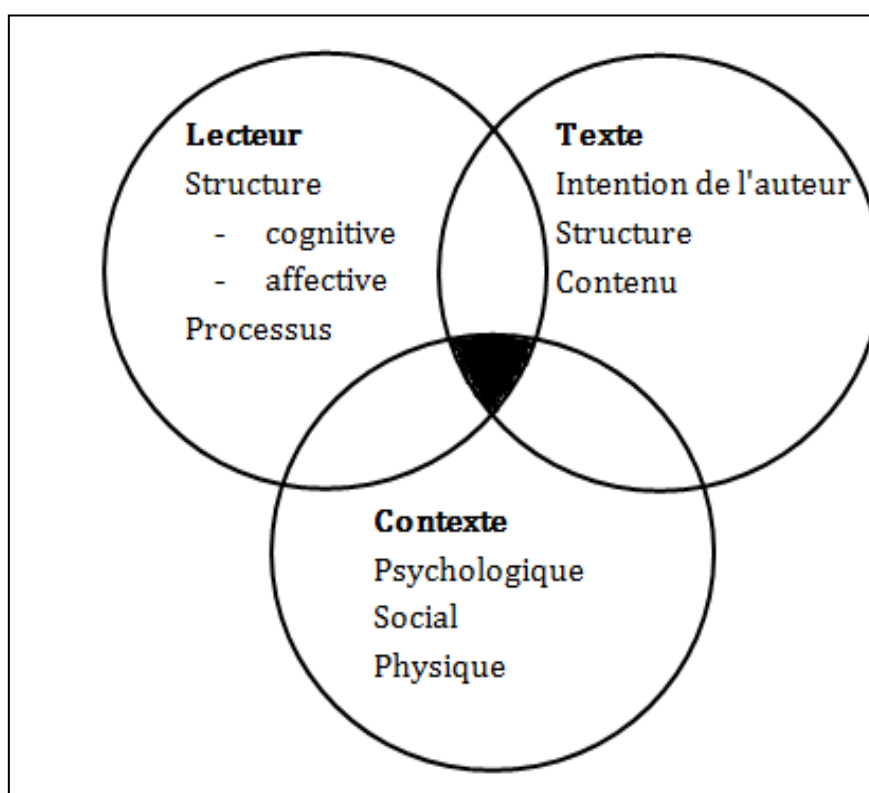 Lecteur
Structure
- cognitive
- affective
Processus
Texte
Intention de l'auteur
Structure
Contenu
Contexte
Psychologique
Social
Physique